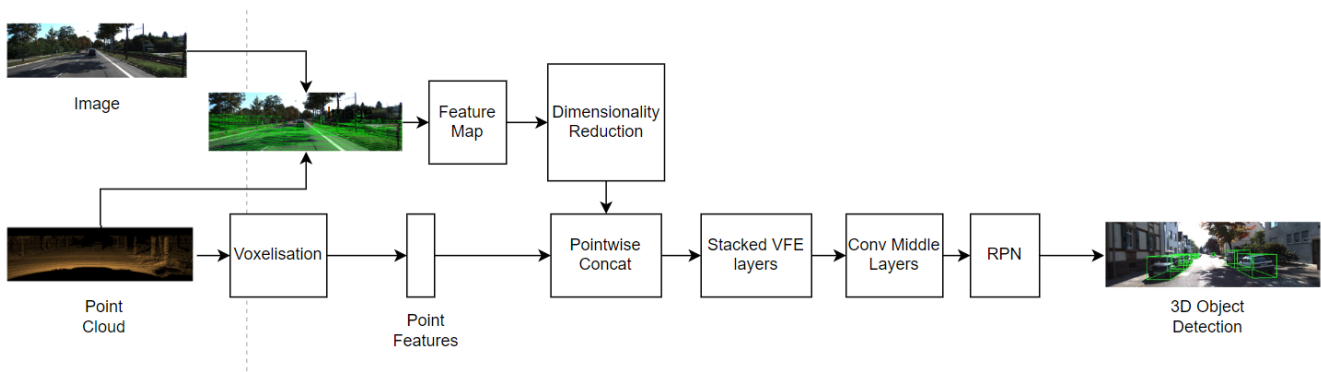 Image
Feature
Map
Dimensionality
Reduction
Voxelisation
Pointwise
Concat
Stacked VFE
layers
Conv Middle
Layers
RPN
Point
Cloud
Point
Features
3D Object
Detection